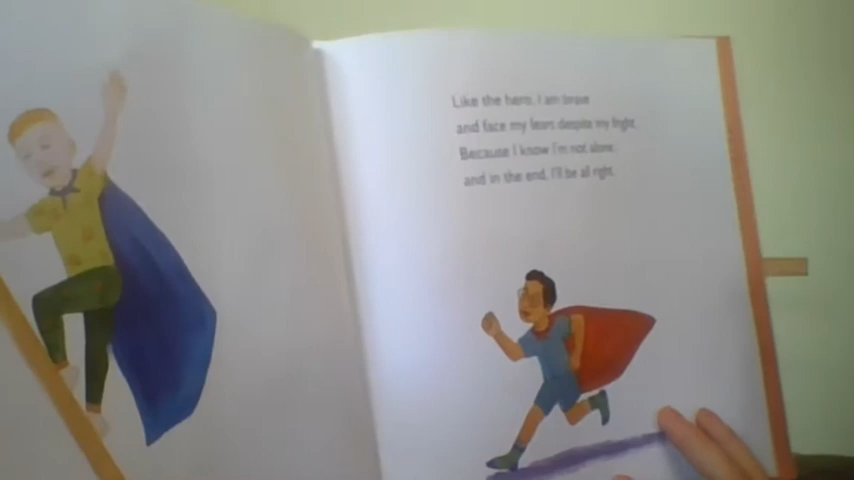 Like the hero, I am brave
and face my fears despite my fright.
Because I know I'm not alone
and in the end, I'll be all right.